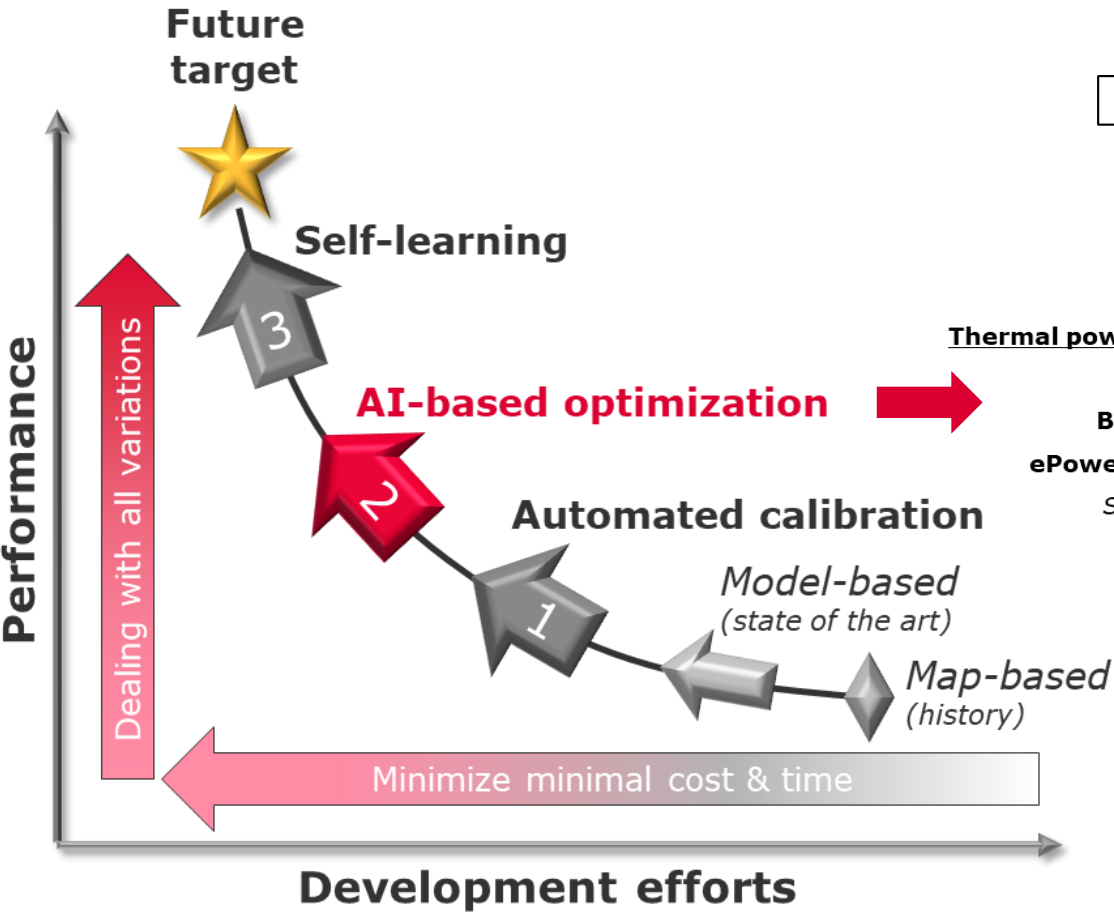 Future
target
Self-learning
3
Thermal pow
AI-based optimization
B
ePowe
2
S
Automated calibration
Model-based
(state of the art)
1
Map-based
(history)
Performance
Dealing with all variations
Minimize minimal cost & time
Development efforts